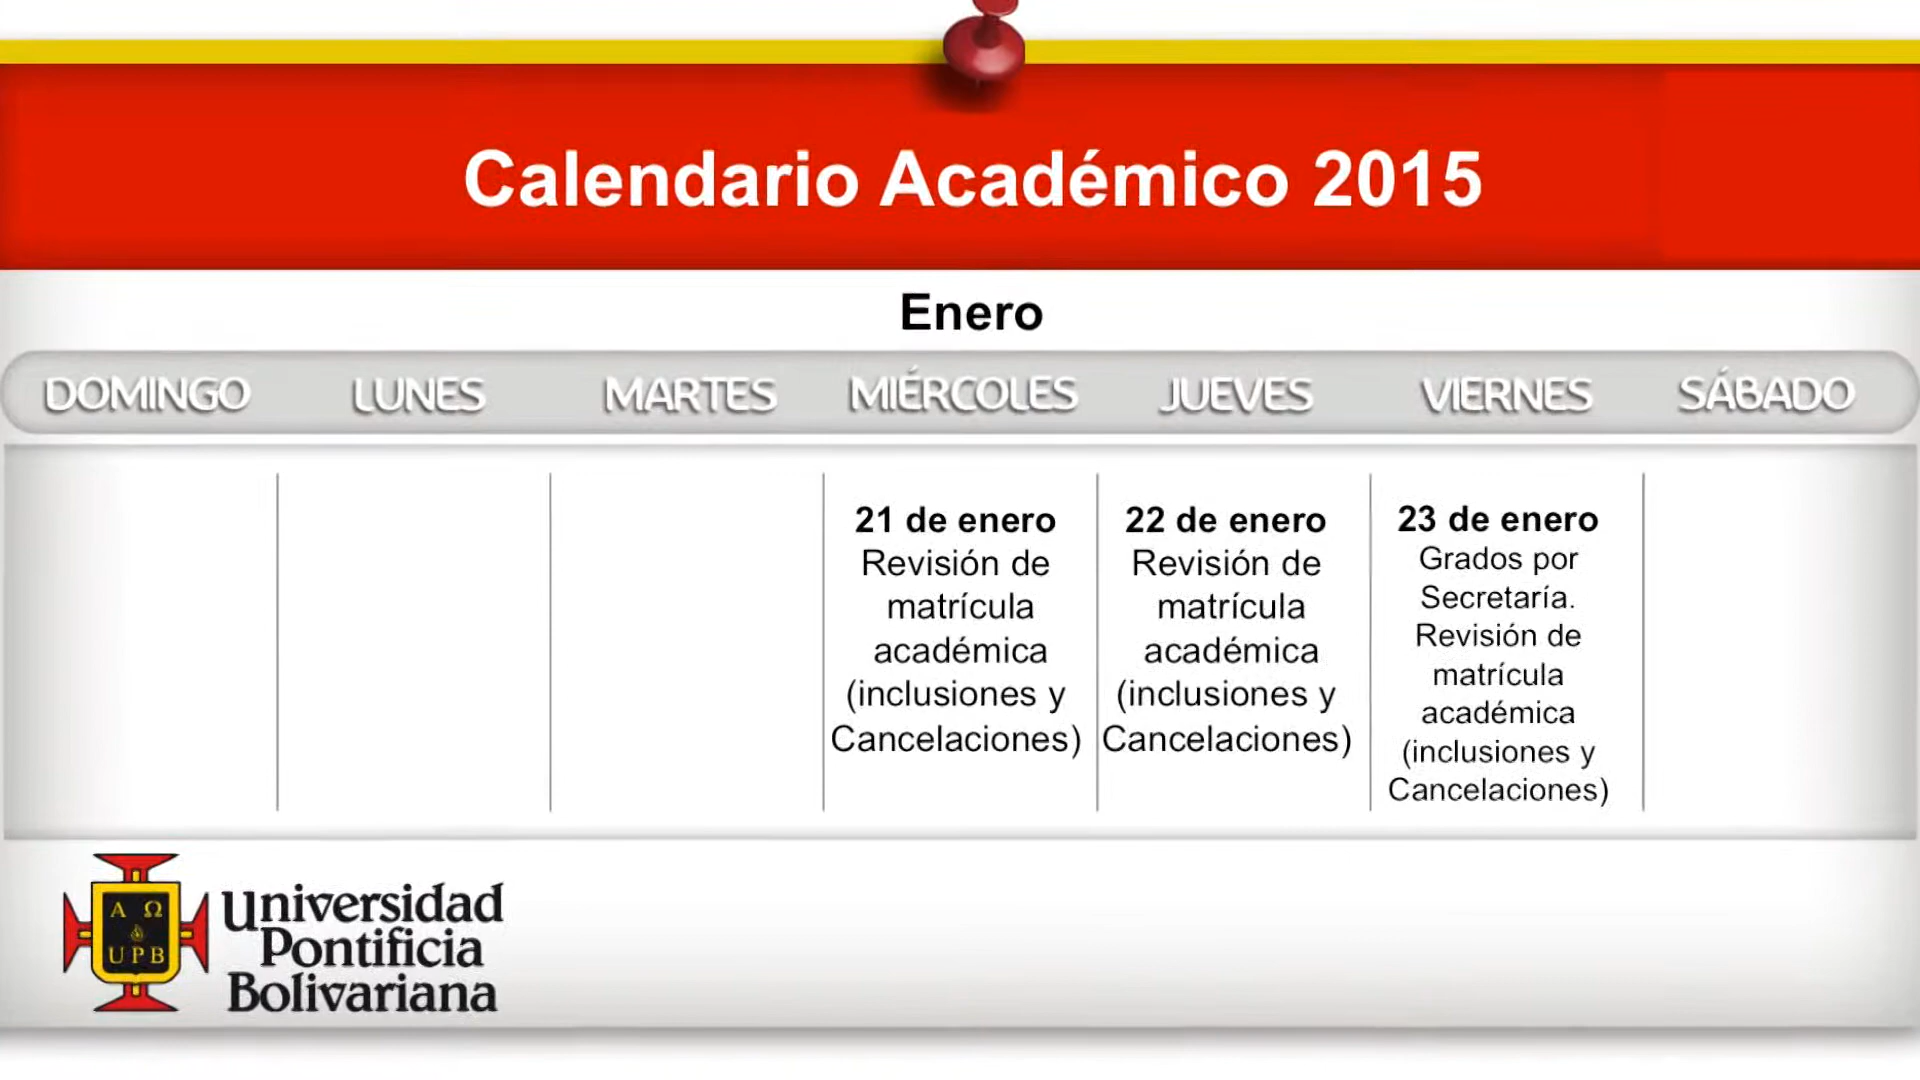 Calendario Académico 2015
Enero
DOMINGO LUNES MARTES MIÉRCOLES JUEVES VIERNES SÁBADO
21 de enero
Revisión de
matrícula
académica
(inclusiones y
Cancelaciones)
22 de enero
Revisión de
matrícula
académica
(inclusiones y
Cancelaciones)
23 de enero
Grados por
Secretaría.
Revisión de
matrícula
académica
(inclusiones y
Cancelaciones)
Α Ω
UPB
Universidad
Pontificia
Bolivariana